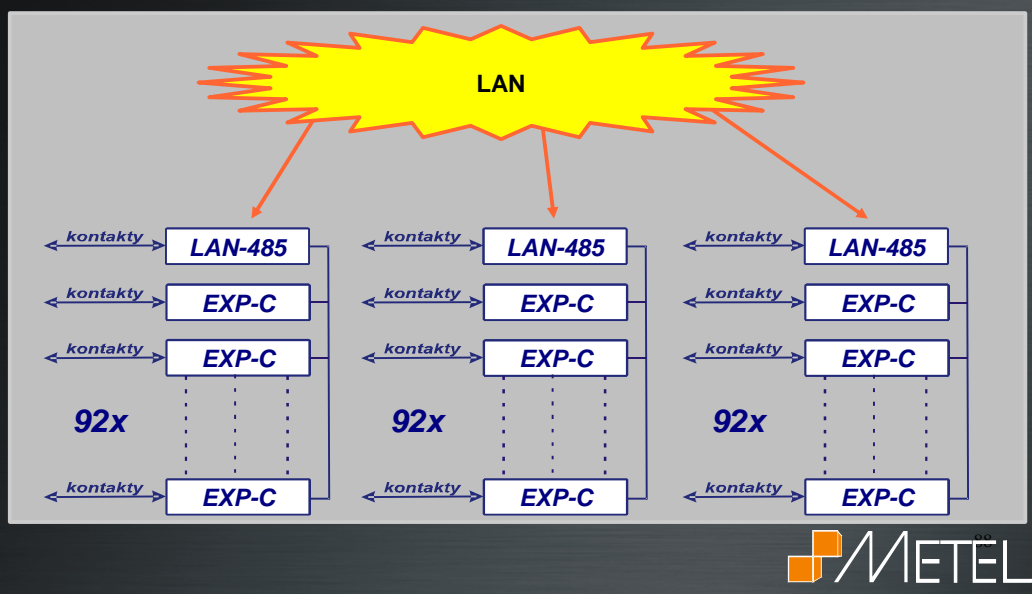 LAN
kontakty LAN-485 kontakty LAN-485 kontakty LAN-485
kontakty EXP-C kontakty EXP-C kontakty EXP-C
kontakty EXP-C kontakty EXP-C kontakty EXP-C
92x 92x 92x
kontakty EXP-C kontakty EXP-C kontakty EXP-C
88
METEL